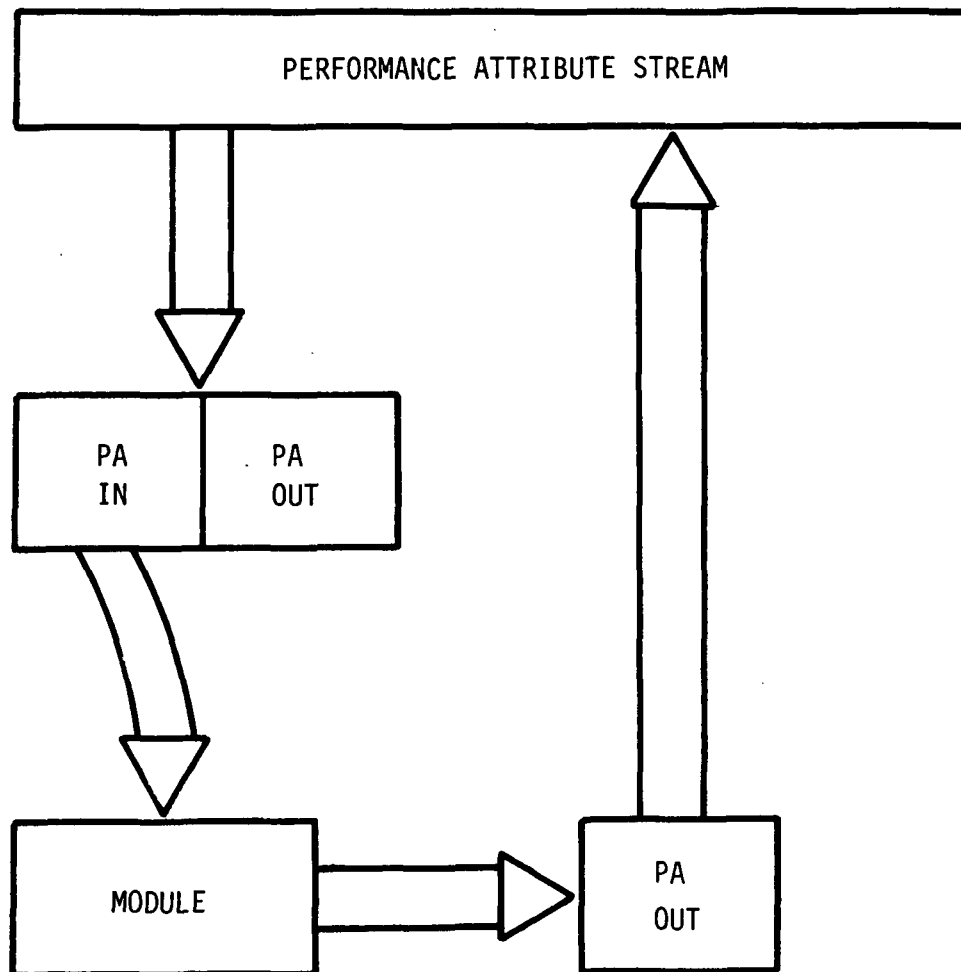 PERFORMANCE ATTRIBUTE STREAM
PA
IN
PA
OUT
MODULE
PA
OUT